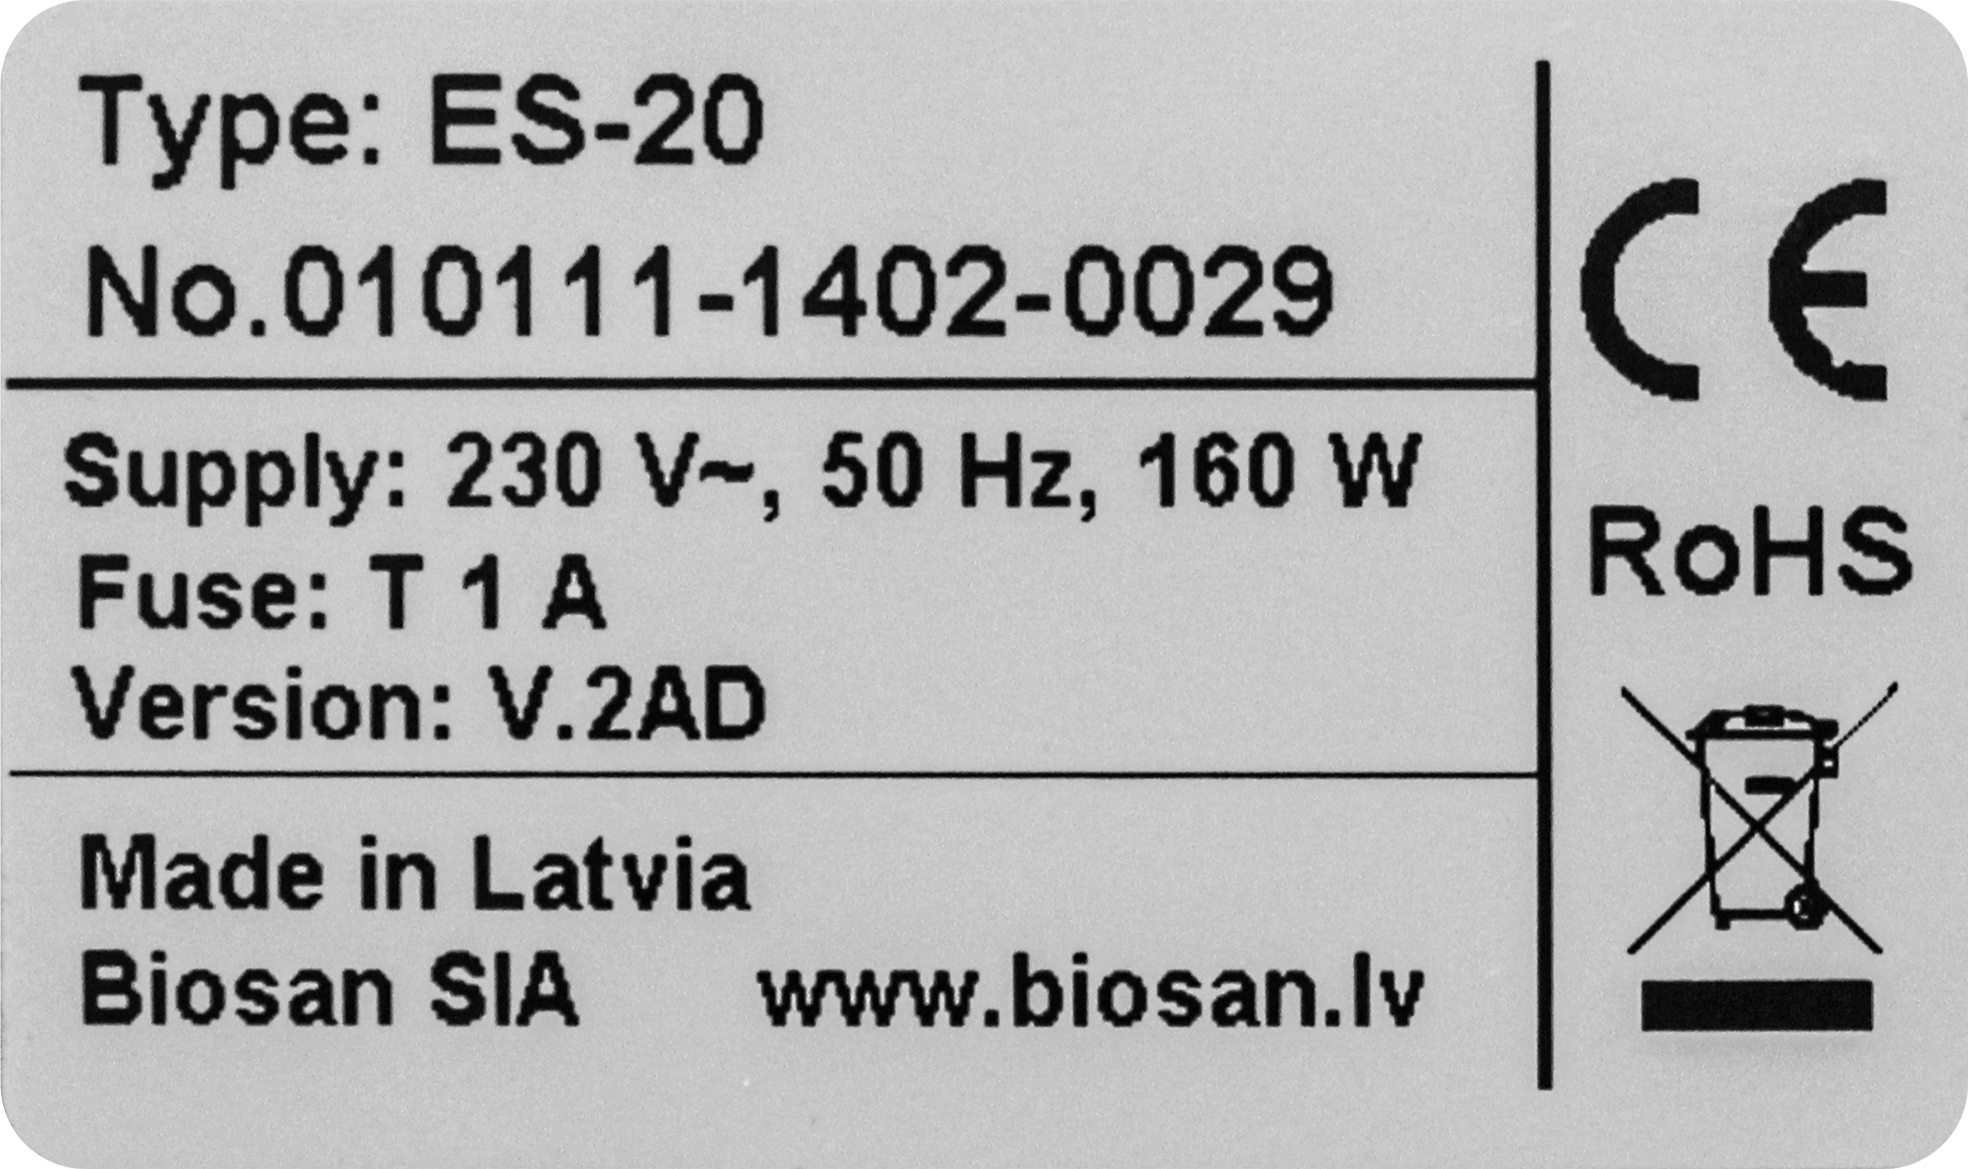 Type: ES-20
No.010111-1402-0029
Supply: 230 V~, 50 Hz, 160 W
Fuse: T 1 A
Version: V.2AD
Made in Latvia
Biosan SIA www.biosan.lv
CE
RoHS